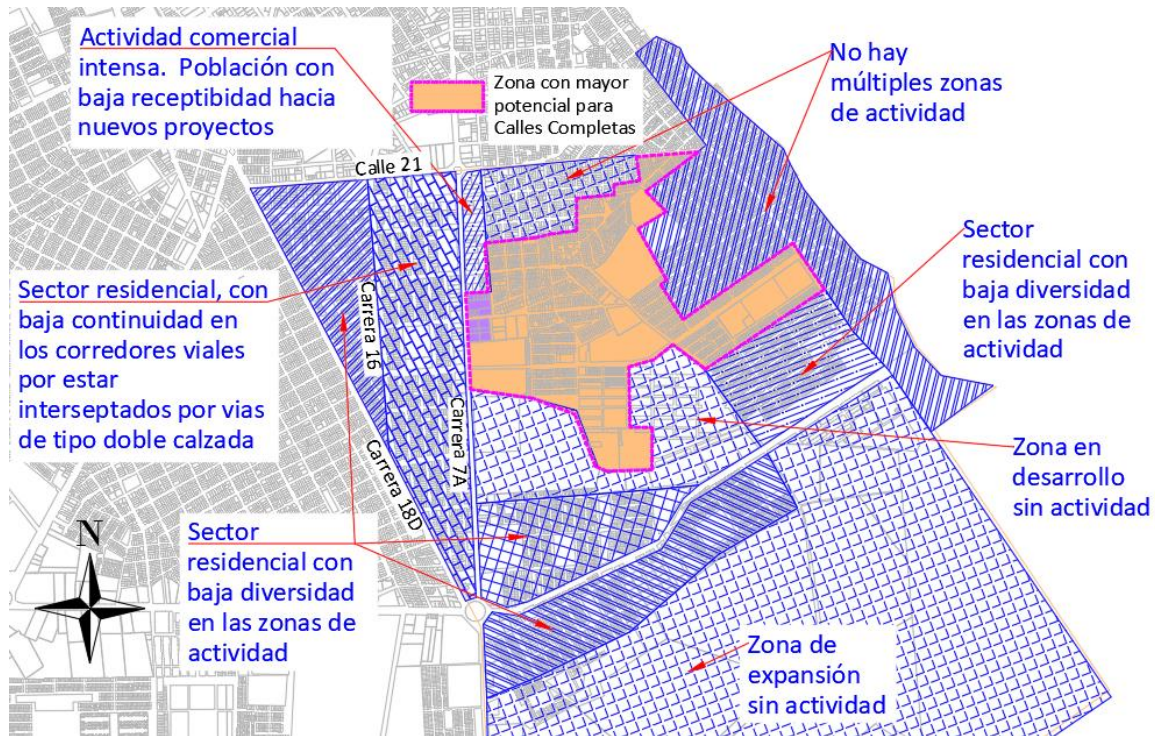 Actividad comercial
intensa. Población con
baja receptibidad hacia
nuevos proyectos
Zona con mayor
potencial para
Calles Completas
No hay
múltiples zonas
de actividad
Calle 21
Sector residencial, con
baja continuidad en
los corredores viales
por estar
interseptados por vias
de tipo doble calzada
Carrera 16
Carrera 7A
Carrera 18D
Sector
residencial con
baja diversidad
en las zonas de
actividad
Zona en
desarrollo
sin actividad
N
Sector
residencial con
baja diversidad
en las zonas de
actividad
Zona de
expansión
sin actividad